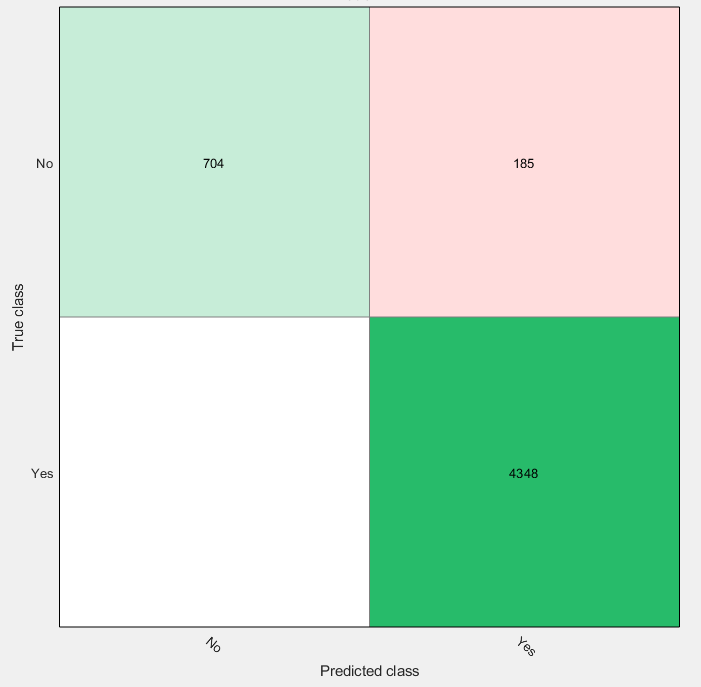 704
185
No
True class
Yes
4348
No
Yes
Predicted class